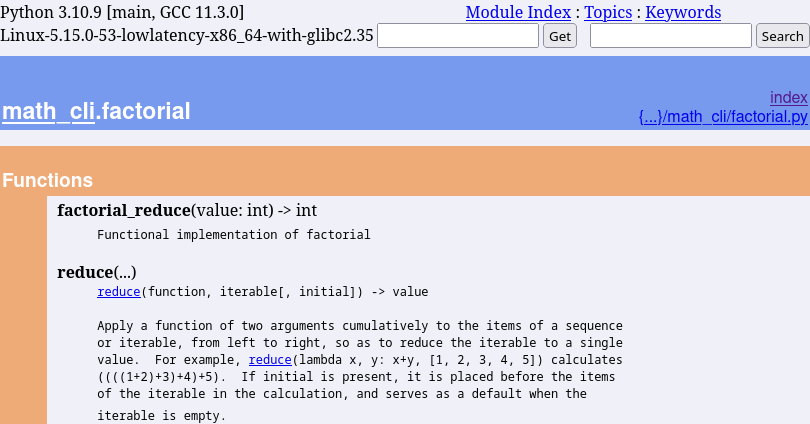 Python 3.10.9 [main, GCC 11.3.0]
Module Index : Topics : Keywords
Linux-5.15.0-53-lowlatency-x86_64-with-glibc2.35
Get
Search
math_cli.factorial
index
{...}/math_cli/factorial.py
Functions
factorial_reduce(value: int) -> int
Functional implementation of factorial
reduce(...)
reduce(function, iterable[, initial]) -> value
Apply a function of two arguments cumulatively to the items of a sequence
or iterable, from left to right, so as to reduce the iterable to a single
value.  For example, reduce(lambda x, y: x+y, [1, 2, 3, 4, 5]) calculates
((((1+2)+3)+4)+5).  If initial is present, it is placed before the items
of the iterable in the calculation, and serves as a default when the
iterable is empty.